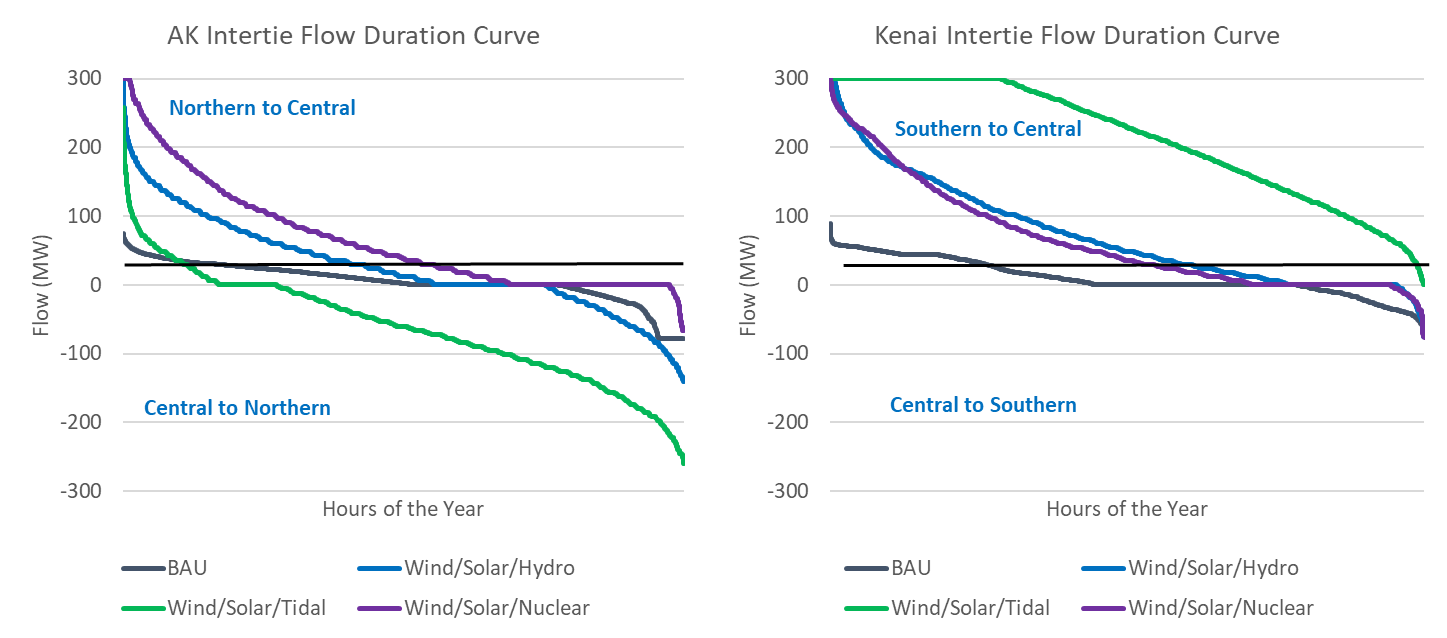 AK Intertie Flow Duration Curve
300
200
100
0
-100
-200
-300
Flow (MW)
Northern to Central
Central to Northern
Hours of the Year
BAU
Wind/Solar/Hydro
Wind/Solar/Tidal
Wind/Solar/Nuclear
Kenai Intertie Flow Duration Curve
300
200
100
0
-100
-200
-300
Flow (MW)
Southern to Central
Central to Southern
Hours of the Year
BAU
Wind/Solar/Hydro
Wind/Solar/Tidal
Wind/Solar/Nuclear